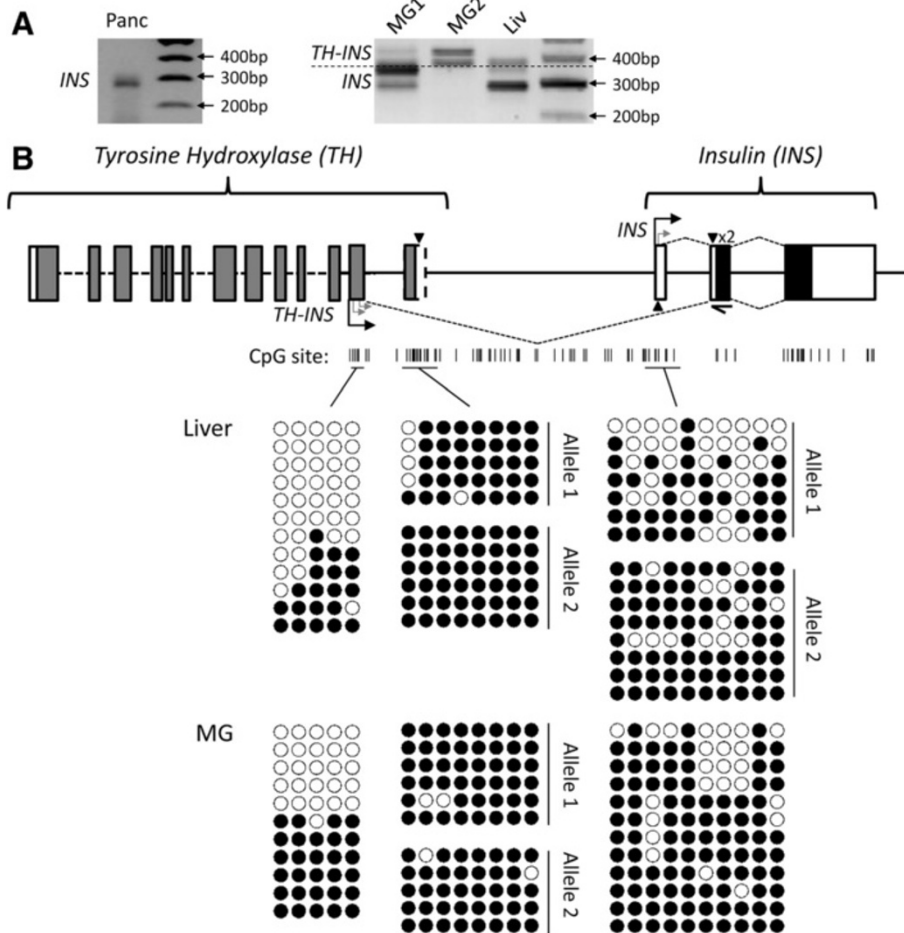 A
Panc
INS
400bp
300bp
200bp
MG1
MG2
Liv
TH-INS
INS
400bp
300bp
200bp
B
Tyrosine Hydroxylase (TH)
Insulin (INS)
INS
x2
TH-INS
CpG site:
Liver
Allele 1
Allele 1
Allele 2
Allele 2
MG
Allele 1
Allele 2